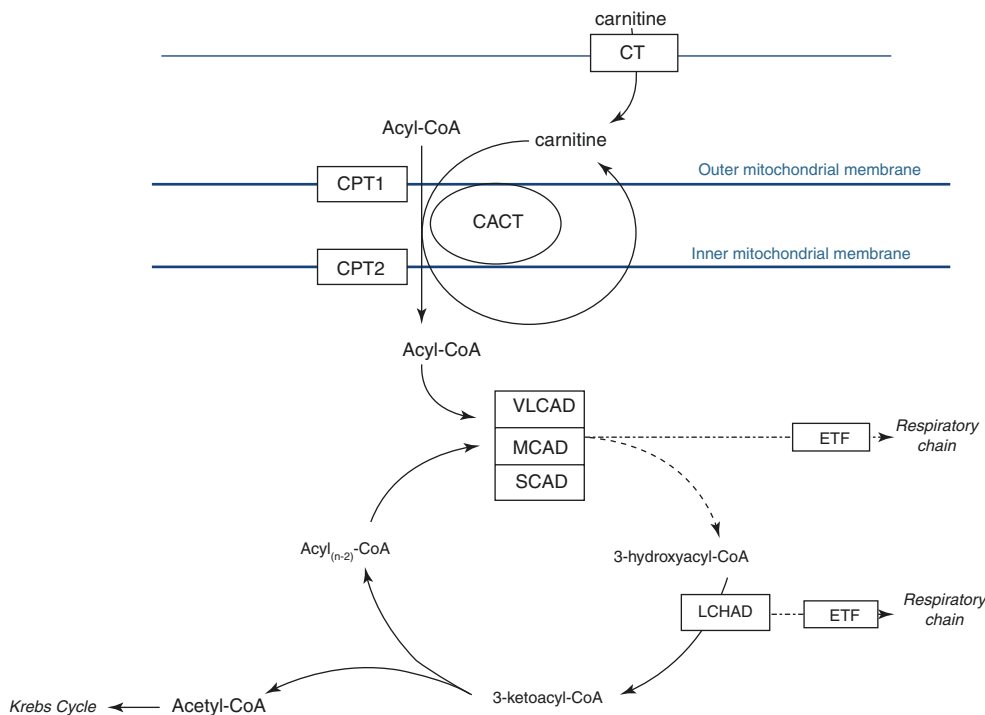 carnitine
CT
Acyl-CoA
carnitine
CPT1
Outer mitochondrial membrane
CACT
CPT2
Inner mitochondrial membrane
Acyl-CoA
VLCAD
MCAD
SCAD
ETF
Respiratory
chain
Acyl(n-2)-CoA
3-hydroxyacyl-CoA
LCHAD
ETF
Respiratory
chain
3-ketoacyl-CoA
Krebs Cycle
Acetyl-CoA